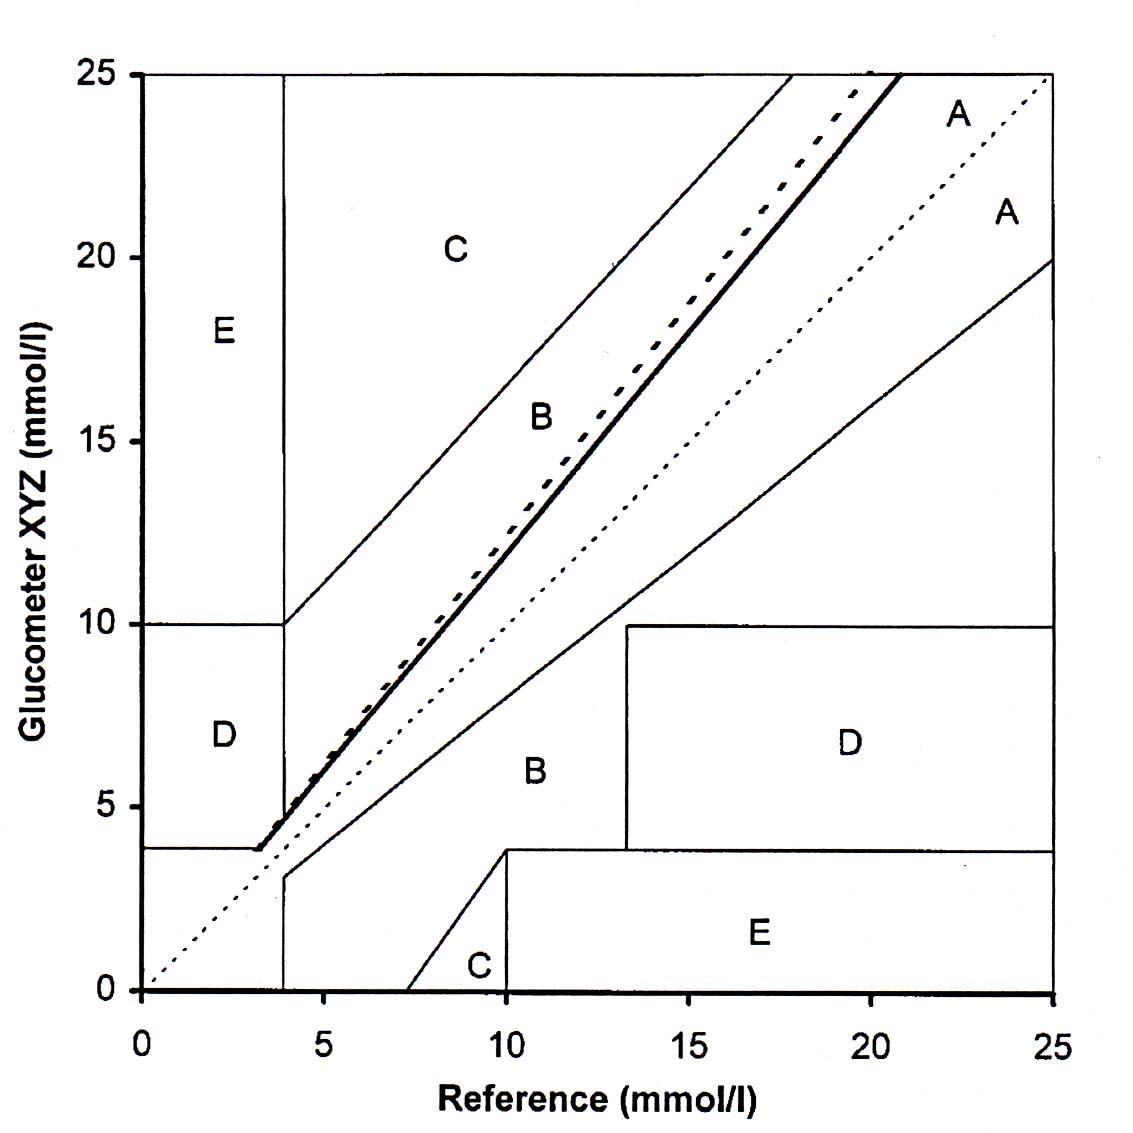 25
A
A
20
C
E
15
B
10
D
D
B
5
E
C
0
0 5 10 15 20 25
Reference (mmol/l)
Glucometer XYZ (mmol/l)